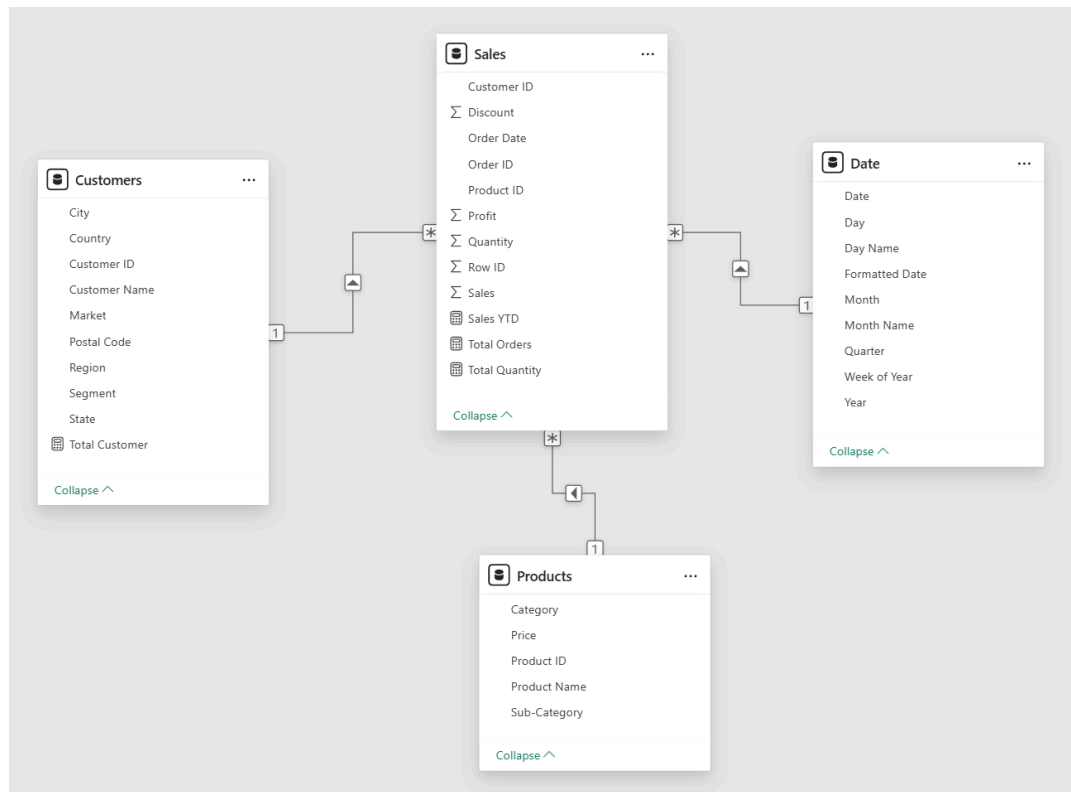 Sales
Customer ID
Σ Discount
Order Date
Order ID
Product ID
Σ Profit
Σ Quantity
Σ Row ID
Σ Sales
Sales YTD
Total Orders
Total Quantity
Collapse
*
*
*
Customers
City
Country
Customer ID
Customer Name
Market
Postal Code
Region
Segment
State
Total Customer
Collapse
1
Date
Date
Day
Day Name
Formatted Date
Month
Month Name
Quarter
Week of Year
Year
Collapse
1
1
Products
Category
Price
Product ID
Product Name
Sub-Category
Collapse